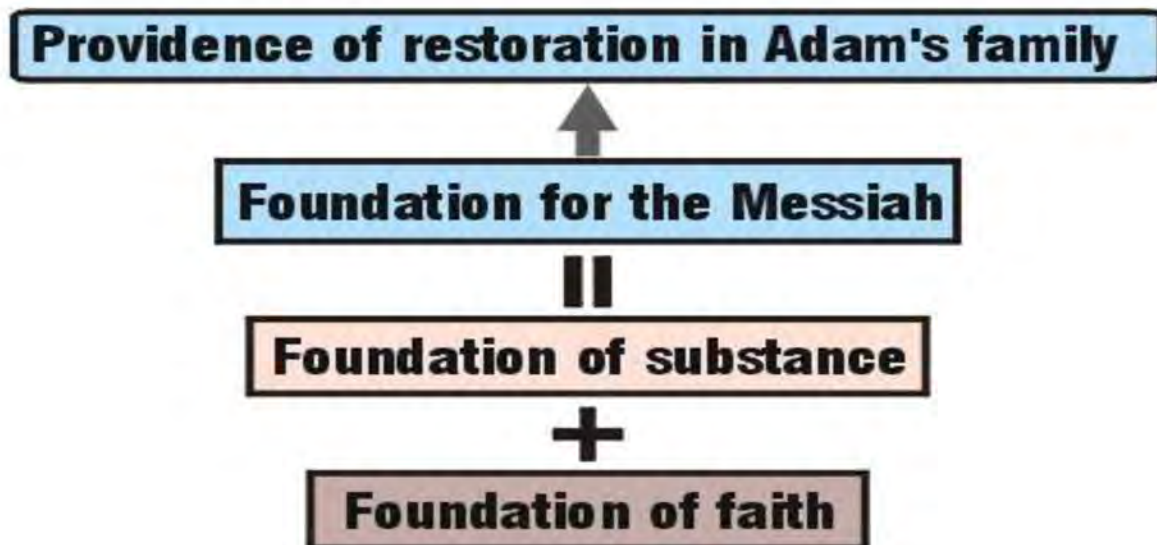 Providence of restoration in Adam's family
Foundation for the Messiah
=
Foundation of substance
+
Foundation of faith